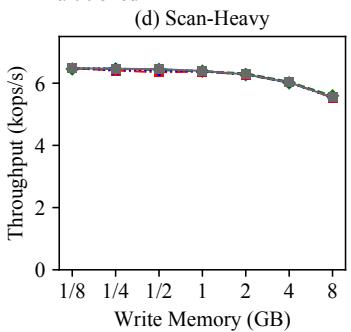 (d) Scan-Heavy
Throughput (kops/s)
6
4
2
0
1/8 1/4 1/2 1 2 4 8
Write Memory (GB)